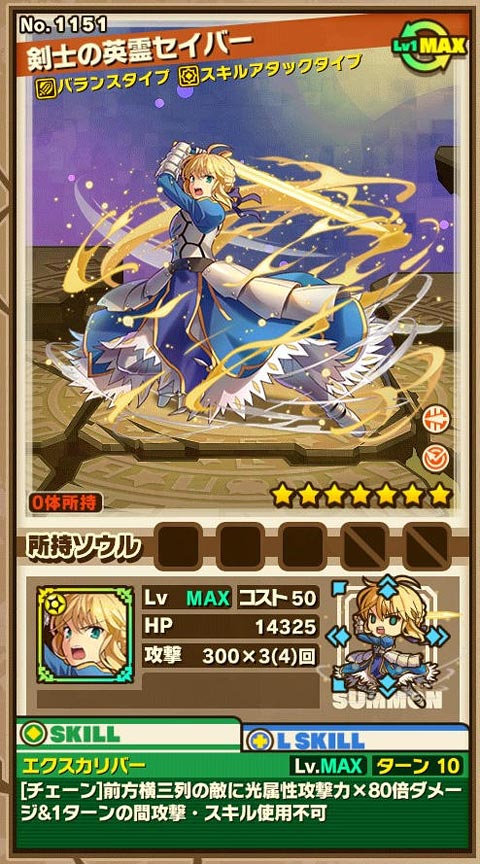 No.1151
剣士の英霊セイバー
Lv1 MAX
バランスタイプ スキルアタックタイプ
0体所持
所持ソウル
Lv MAX コスト 50
HP 14325
攻撃 300×3(4)回
SUMMON
SKILL
L SKILL
エクスカリバー Lv.MAX ターン 10
[チェーン]前方横三列の敵に光属性攻撃力×80倍ダメー
ジ&1ターンの間攻撃・スキル使用不可